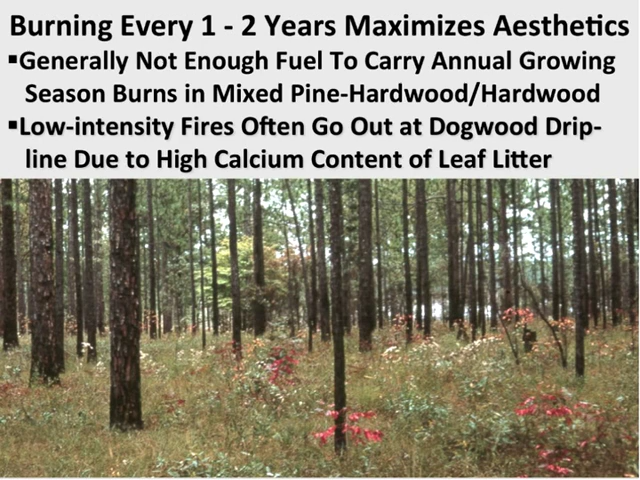 Burning Every 1 - 2 Years Maximizes Aesthetics
▪Generally Not Enough Fuel To Carry Annual Growing
Season Burns in Mixed Pine-Hardwood/Hardwood
▪Low-intensity Fires Often Go Out at Dogwood Drip-
line Due to High Calcium Content of Leaf Litter